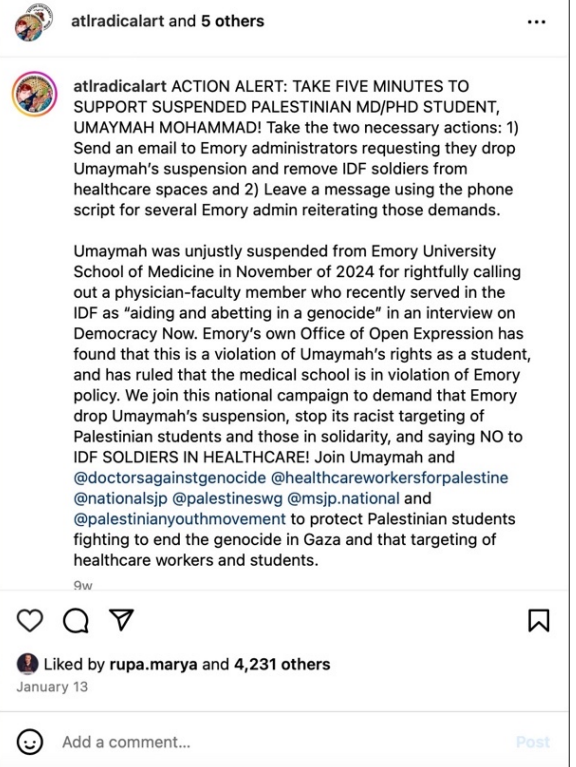 atlradicalart and 5 others
atlradicalart ACTION ALERT: TAKE FIVE MINUTES TO
SUPPORT SUSPENDED PALESTINIAN MD/PHD STUDENT,
UMAYMAH MOHAMMAD! Take the two necessary actions: 1)
Send an email to Emory administrators requesting they drop
Umaymah’s suspension and remove IDF soldiers from
healthcare spaces and 2) Leave a message using the phone
script for several Emory admin reiterating those demands.
Umaymah was unjustly suspended from Emory University
School of Medicine in November of 2024 for rightfully calling
out a physician-faculty member who recently served in the
IDF as “aiding and abetting in a genocide” in an interview on
Democracy Now. Emory’s own Office of Open Expression has
found that this is a violation of Umaymah’s rights as a student,
and has ruled that the medical school is in violation of Emory
policy. We join this national campaign to demand that Emory
drop Umaymah’s suspension, stop its racist targeting of
Palestinian students and those in solidarity, and saying NO to
IDF SOLDIERS IN HEALTHCARE! Join Umaymah and
@doctorsagainstgenocide @healthcareworkersforpalestine
@nationalsjp @palestineswg @msjp.national and
@palestinianyouthmovement to protect Palestinian students
fighting to end the genocide in Gaza and that targeting of
healthcare workers and students.
9w
Liked by rupa.marya and 4,231 others
January 13
Add a comment...
Post